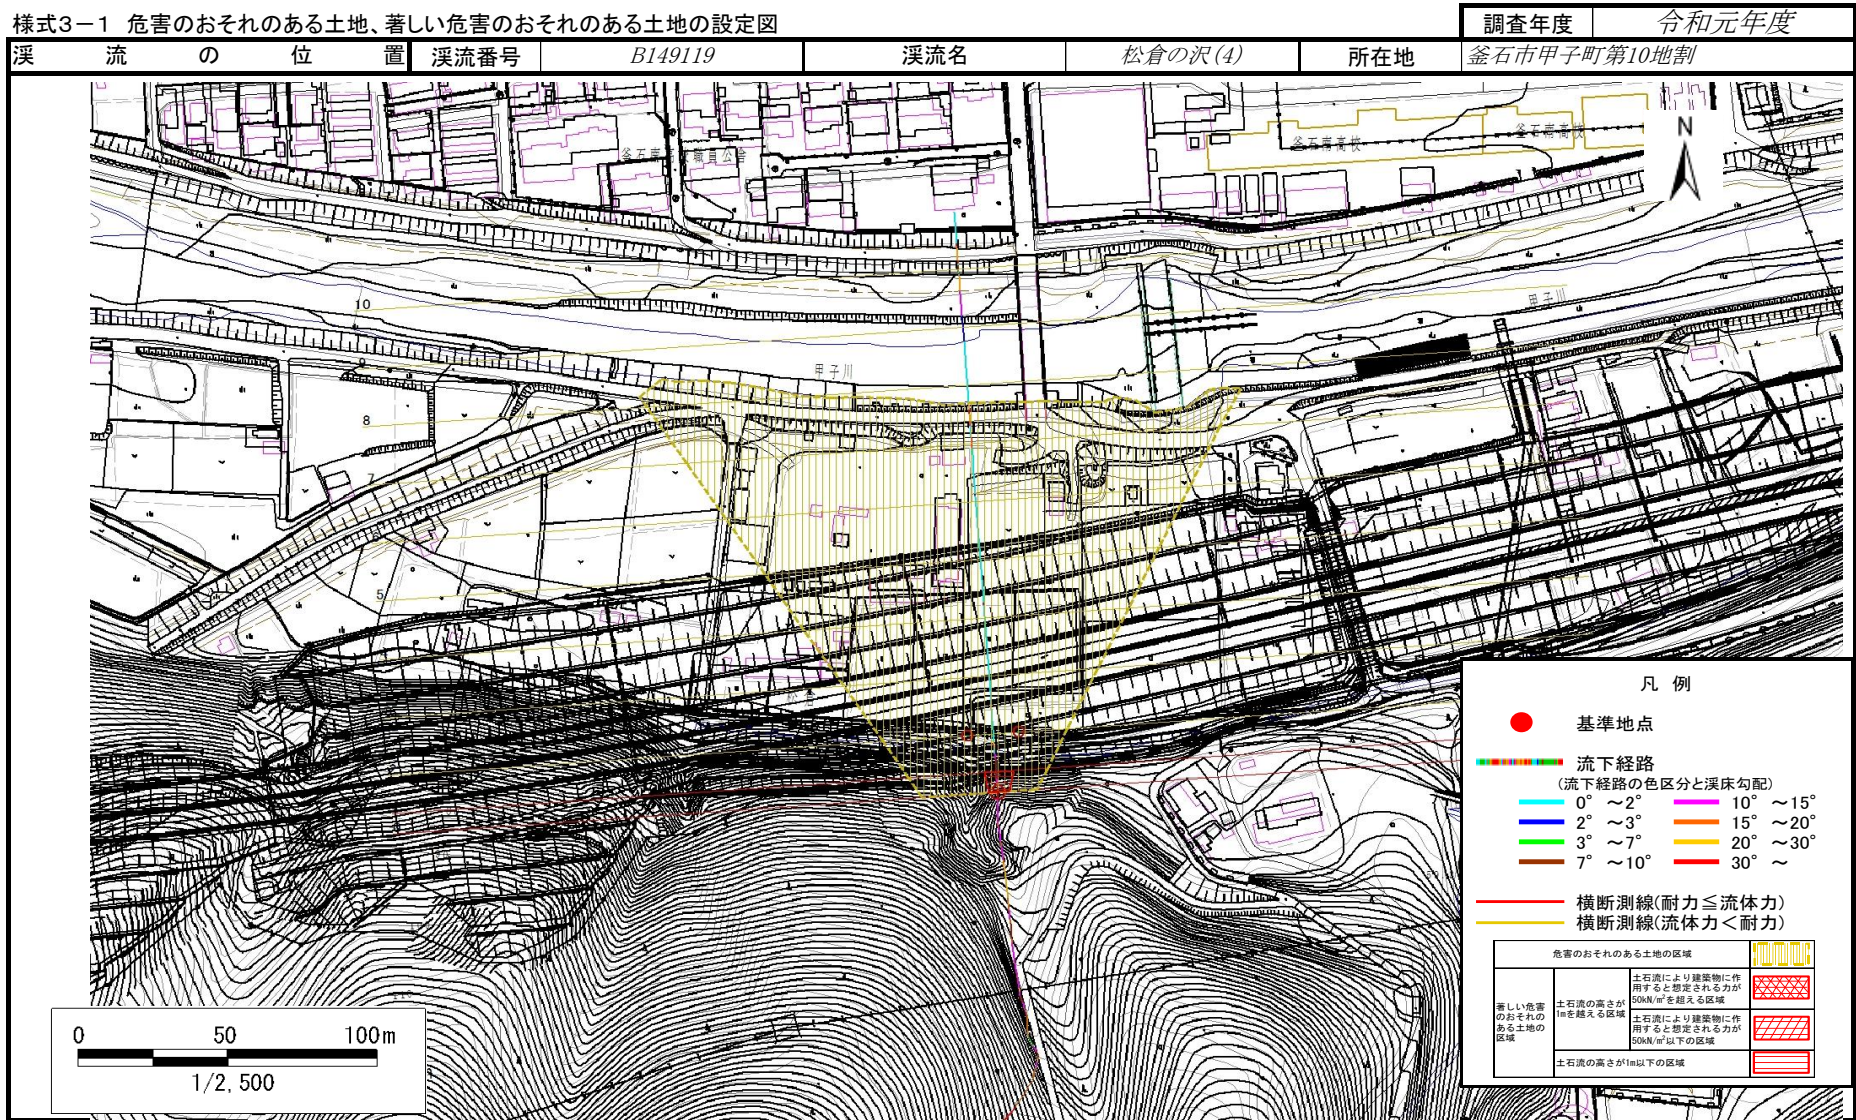 様式3－1 危害のおそれのある土地、著しい危害のおそれのある土地の設定図
調査年度 令和元年度
渓流の位置 渓流番号 B149119 渓流名 松倉の沢(4) 所在地 釜石市甲子町第10地割
釜石南高校
釜石南高校
N
甲子川
甲子川
10
9
8
7
6
5
凡 例
基準地点
流下経路
(流下経路の色区分と渓床勾配)
0° ～2° 10° ～15°
2° ～3° 15° ～20°
3° ～7° 20° ～30°
7° ～10° 30° ～
横断測線(耐力≦流体力)
横断測線(流体力＜耐力)
危害のおそれのある土地の区域
著しい危害
のおそれの
ある土地の
区域
土石流の高さが
1mを越える区域
土石流により建築物に作
用すると想定される力が
50kN/m²を超える区域
土石流により建築物に作
用すると想定される力が
50kN/m²以下の区域
土石流の高さが1m以下の区域
0 50 100m
1/2,500